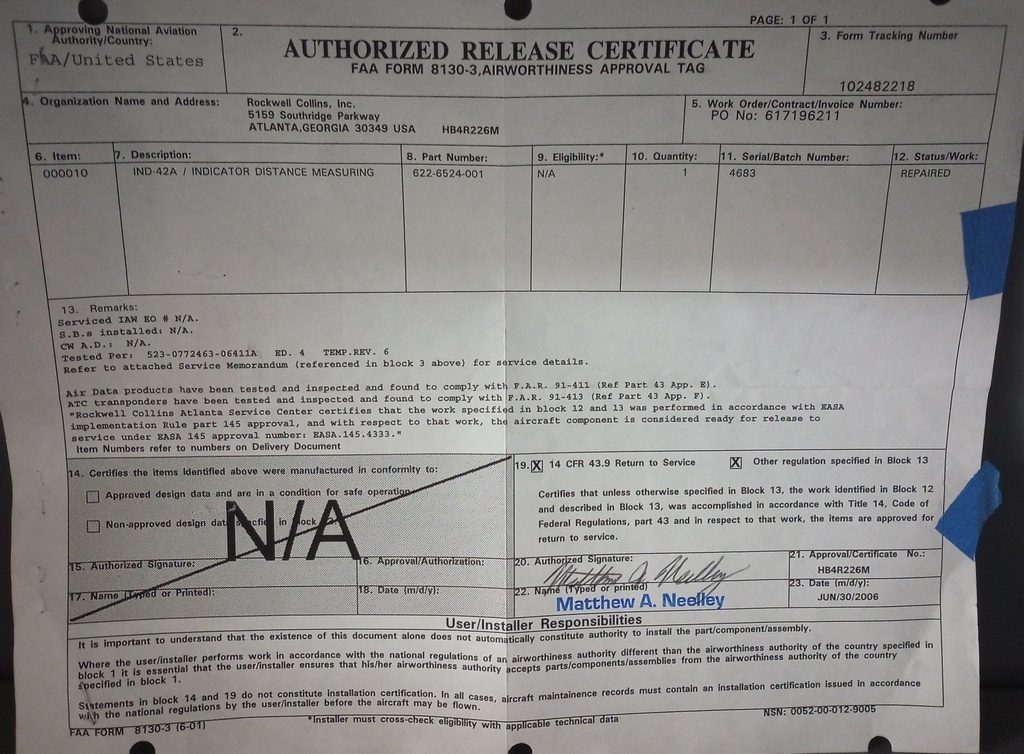 PAGE: 1 OF 1
1. Approving National Aviation
Authority/Country:
FAA/United States
2.
AUTHORIZED RELEASE CERTIFICATE
FAA FORM 8130-3,AIRWORTHINESS APPROVAL TAG
3. Form Tracking Number
102482218
4. Organization Name and Address:
Rockwell Collins, Inc.
5159 Southridge Parkway
ATLANTA,GEORGIA 30349 USA HB4R226M
5. Work Order/Contract/Invoice Number:
PO No: 617196211
6. Item: 7. Description: 8. Part Number: 9. Eligibility:* 10. Quantity: 11. Serial/Batch Number: 12. Status/Work:
000010 IND-42A / INDICATOR DISTANCE MEASURING 622-6524-001 N/A 1 4683 REPAIRED
13. Remarks:
Serviced IAW EO # N/A.
S.B.s installed: N/A.
CW A.D.: N/A.
Tested Per: 523-0772463-06411A ED. 4 TEMP.REV. 6
Refer to attached Service Memorandum (referenced in block 3 above) for service details.
Air Data products have been tested and inspected and found to comply with F.A.R. 91-411 (Ref Part 43 App. E).
ATC transponders have been tested and inspected and found to comply with F.A.R. 91-413 (Ref Part 43 App. F).
"Rockwell Collins Atlanta Service Center certifies that the work specified in block 12 and 13 was performed in accordance with EASA
implementation Rule part 145 approval, and with respect to that work, the aircraft component is considered ready for release to
service under EASA 145 approval number: EASA.145.4333."
Item Numbers refer to numbers on Delivery Document
14. Certifies the items identified above were manufactured in conformity to:
Approved design data and are in a condition for safe operation
Non-approved design data specfied in block 13
N/A
15. Authorized Signature:
16. Approval/Authorization:
17. Name (Typed or Printed):
18. Date (m/d/y):
19. X 14 CFR 43.9 Return to Service X Other regulation specified in Block 13
Certifies that unless otherwise specified in Block 13, the work identified in Block 12
and described in Block 13, was accomplished in accordance with Title 14, Code of
Federal Regulations, part 43 and in respect to that work, the items are approved for
return to service.
20. Authorized Signature:
Matthew A. Neelley
21. Approval/Certificate No.:
HB4R226M
22. Name (Typed or printed)
Matthew A. Neelley
23. Date (m/d/y):
JUN/30/2006
User/Installer Responsibilities
It is important to understand that the existence of this document alone does not automatically constitute authority to install the part/component/assembly.
Where the user/installer performs work in accordance with the national regulations of an airworthiness authority different than the airworthiness authority of the country specified in
block 1 it is essential that the user/installer ensures that his/her airworthiness authority accepts parts/components/assemblies from the airworthiness authority of the country
specified in block 1.
Statements in block 14 and 19 do not constitute installation certification. In all cases, aircraft maintainence records must contain an installation certification issued in accordance
with the national regulations by the user/installer before the aircraft may be flown.
FAA FORM 8130-3 (6-01)
*Installer must cross-check eligibility with applicable technical data
NSN: 0052-00-012-9005